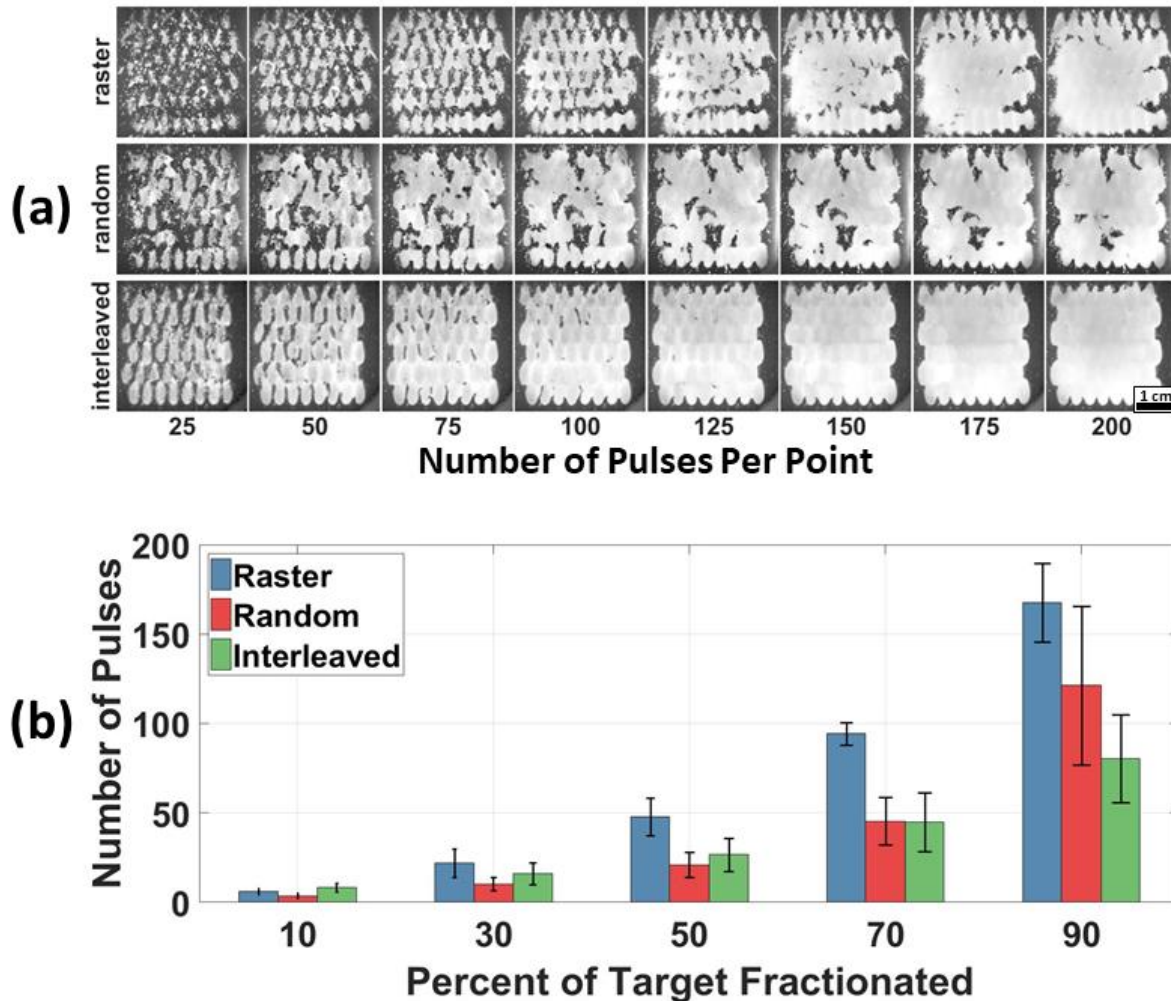 (a)
raster
random
interleaved
1 cm
25 50 75 100 125 150 175 200
Number of Pulses Per Point
(b)
Number of Pulses
200
150
100
50
0
Raster
Random
Interleaved
10 30 50 70 90
Percent of Target Fractionated